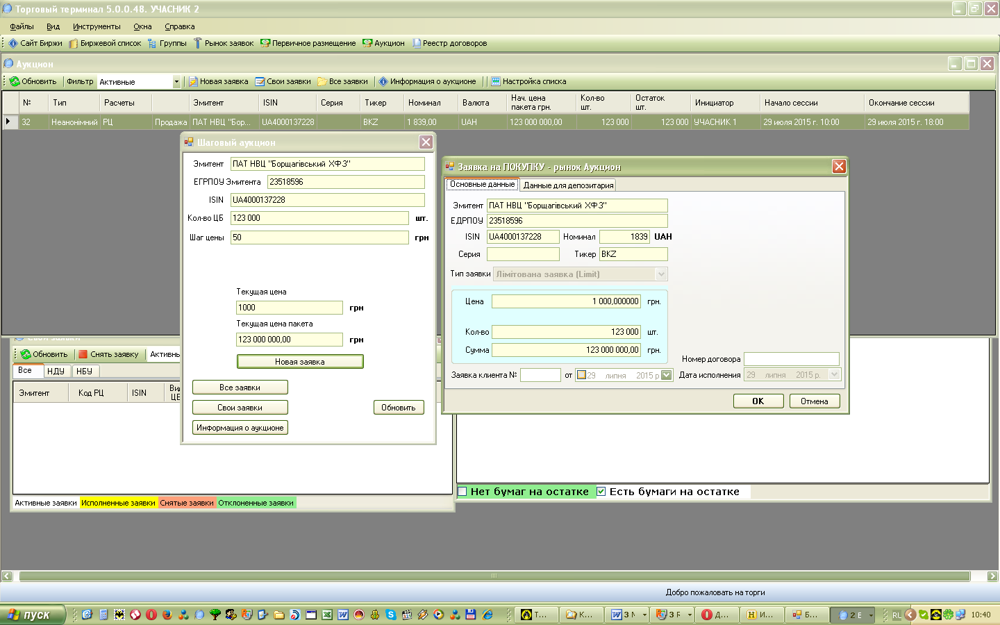 Торговый терминал 5.0.0.48. УЧАСНИК 2
Файлы Вид Инструменты Окна Справка
Сайт Биржи Биржевой список Группы Рынок заявок Первичное размещение Аукцион Реестр договоров
Аукцион
Обновить Фильтр Активные Новая заявка Свои заявки Все заявки Информация о аукционе Настройка списка
№ Тип Расчеты Эмитент ISIN Серия Тикер Номинал Валюта Нач. цена пакета грн. Кол-во шт. Остаток шт. Инициатор Начало сессии Окончание сессии
32 Неанонімний РЦ Продажа ПАТ НВЦ "Бор... UA4000137228 BKZ 1 839,00 UAH 123 000 000,00 123 000 123 000 УЧАСНИК 1 29 июля 2015 г. 10:00 29 июля 2015 г. 18:00
Шаговый аукцион
Эмитент ПАТ НВЦ "Борщагівський ХФЗ"
ЕГРПОУ Эмитента 23518596
ISIN UA4000137228
Кол-во ЦБ 123 000 шт.
Шаг цены 50 грн
Текущая цена
1000 грн
Текущая цена пакета
123 000 000,00 грн
Новая заявка
Все заявки
Свои заявки Обновить
Информация о аукционе
Заявка на ПОКУПКУ - рынок Аукцион
Основные данные Данные для депозитария
Эмитент ПАТ НВЦ "Борщагівський ХФЗ"
ЕДРПОУ 23518596
ISIN UA4000137228 Номинал 1839 UAH
Серия Тикер BKZ
Тип заявки Лімітована заявка (Limit)
Цена 1 000,000000 грн.
Кол-во 123 000 шт.
Сумма 123 000 000,00 грн.
Номер договора
Заявка клиента № от 29 липня 2015 р Дата исполнения 29 липня 2015 р.
OK Отмена
Свои заявки
Обновить Снять заявку Активны
Все НДУ НБУ
Эмитент Код РЦ ISIN Вид ЦЕ
Активные заявки Исполненные заявки Снятые заявки Отклоненные заявки
Нет бумаг на остатке Есть бумаги на остатке
Добро пожаловать на торги
пуск Т... К... 3 N 3 F Д... И... Б... 2 E RU 10:40